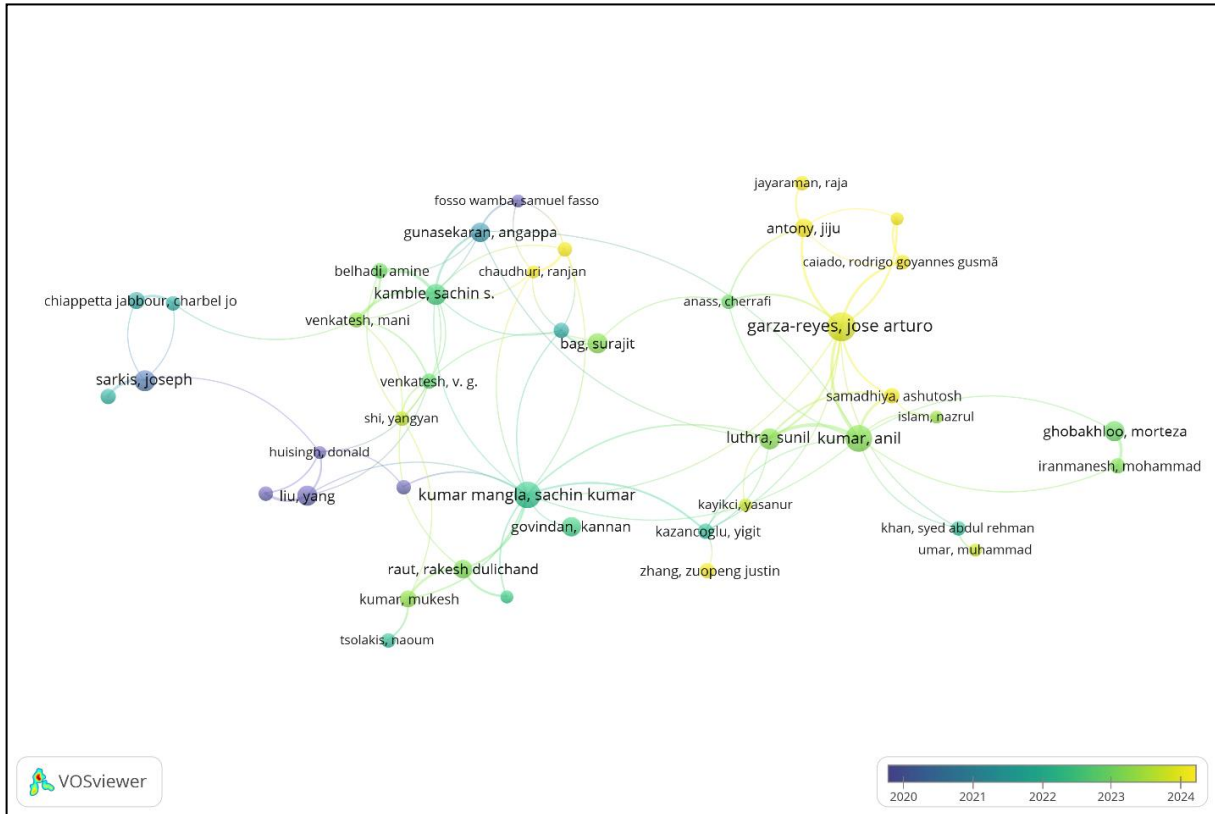 jayaraman, raja
fosso wamba, samuel fasso
antony, jiju
gunasekaran, angappa
caiado, rodrigo goyannes gusmã
belhadi, amine
chaudhuri, ranjan
kamble, sachin s.
chiappetta jabbour, charbel jo
anass, cherrafi
venkatesh, mani
garza-reyes, jose arturo
bag, surajit
sarkis, joseph
venkatesh, v. g.
samadhiya, ashutosh
shi, yangyan
islam, nazrul
ghobakhloo, morteza
luthra, sunil
kumar, anil
huisingh, donald
iranmanesh, mohammad
liu, yang
kumar mangla, sachin kumar
kayikci, yasanur
govindan, kannan
kazancoglu, yigit
khan, syed abdul rehman
umar, muhammad
raut, rakesh dulichand
zhang, zuopeng justin
kumar, mukesh
tsolakis, naoum
VOSviewer
2020 2021 2022 2023 2024